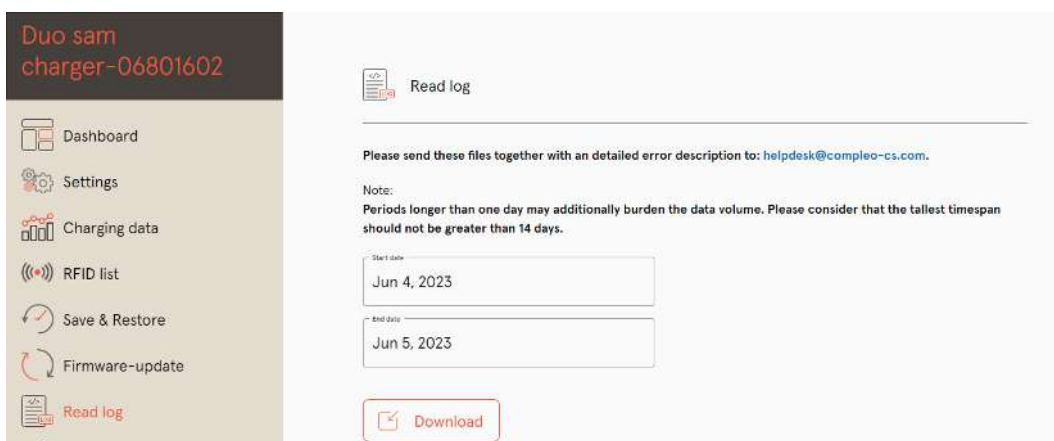 Duo sam
charger-06801602
Dashboard
Settings
Charging data
RFID list
Save & Restore
Firmware-update
Read log
Read log
Please send these files together with an detailed error description to: helpdesk@compleo-cs.com.
Note:
Periods longer than one day may additionally burden the data volume. Please consider that the tallest timespan
should not be greater than 14 days.
Start date
Jun 4, 2023
End date
Jun 5, 2023
Download